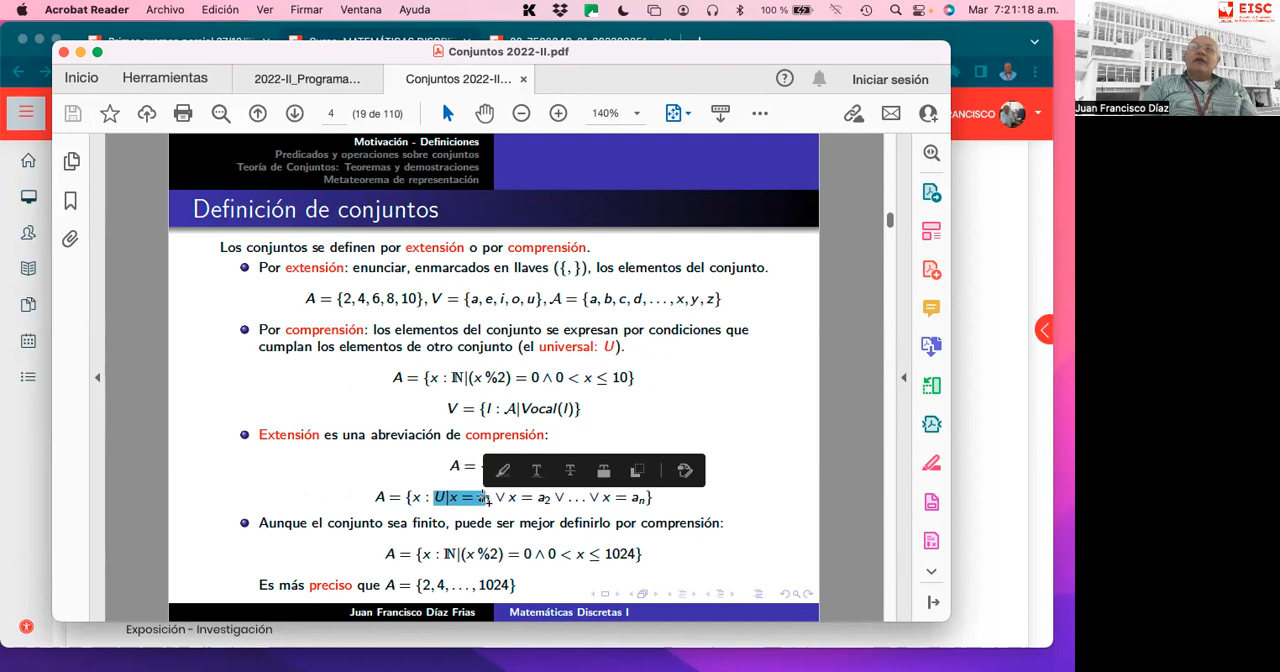 Acrobat Reader Archivo Edición Ver Firmar Ventana Ayuda 100 % Mar 7:21:18 a.m.
EISC
Conjuntos 2022-II.pdf
Inicio Herramientas 2022-II_Programa... Conjuntos 2022-II... × Iniciar sesión
4 (19 de 110) 140%
Juan Francisco Díaz
Motivación - Definiciones
Predicados y operaciones sobre conjuntos
Teoría de Conjuntos: Teoremas y demostraciones
Metateorema de representación
Definición de conjuntos
Los conjuntos se definen por extensión o por comprensión.
Por extensión: enunciar, enmarcados en llaves ({, }), los elementos del conjunto.
A = {2, 4, 6, 8, 10}, V = {a, e, i, o, u}, 𝒜 = {a, b, c, d, . . . , x, y, z}
Por comprensión: los elementos del conjunto se expresan por condiciones que
cumplan los elementos de otro conjunto (el universal: U).
A = {x : ℕ|(x %2) = 0 ∧ 0 < x ≤ 10}
V = {l : 𝒜|Vocal(l)}
Extensión es una abreviación de comprensión:
A =
A = {x : U|x = a₁ ∨ x = a₂ ∨ . . . ∨ x = aₙ}
Aunque el conjunto sea finito, puede ser mejor definirlo por comprensión:
A = {x : ℕ|(x %2) = 0 ∧ 0 < x ≤ 1024}
Es más preciso que A = {2, 4, . . . , 1024}
Juan Francisco Díaz Frias Matemáticas Discretas I
Exposición - Investigación